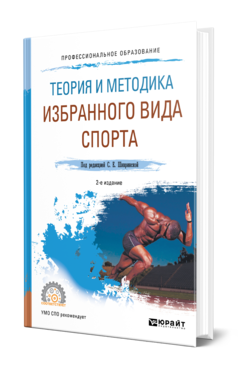 ПРОФЕССИОНАЛЬНОЕ ОБРАЗОВАНИЕ
ТЕОРИЯ И МЕТОДИКА
ИЗБРАННОГО ВИДА
СПОРТА
Под редакцией С. Е. Шивринской
2-е издание
УМО СПО рекомендует
юрайт